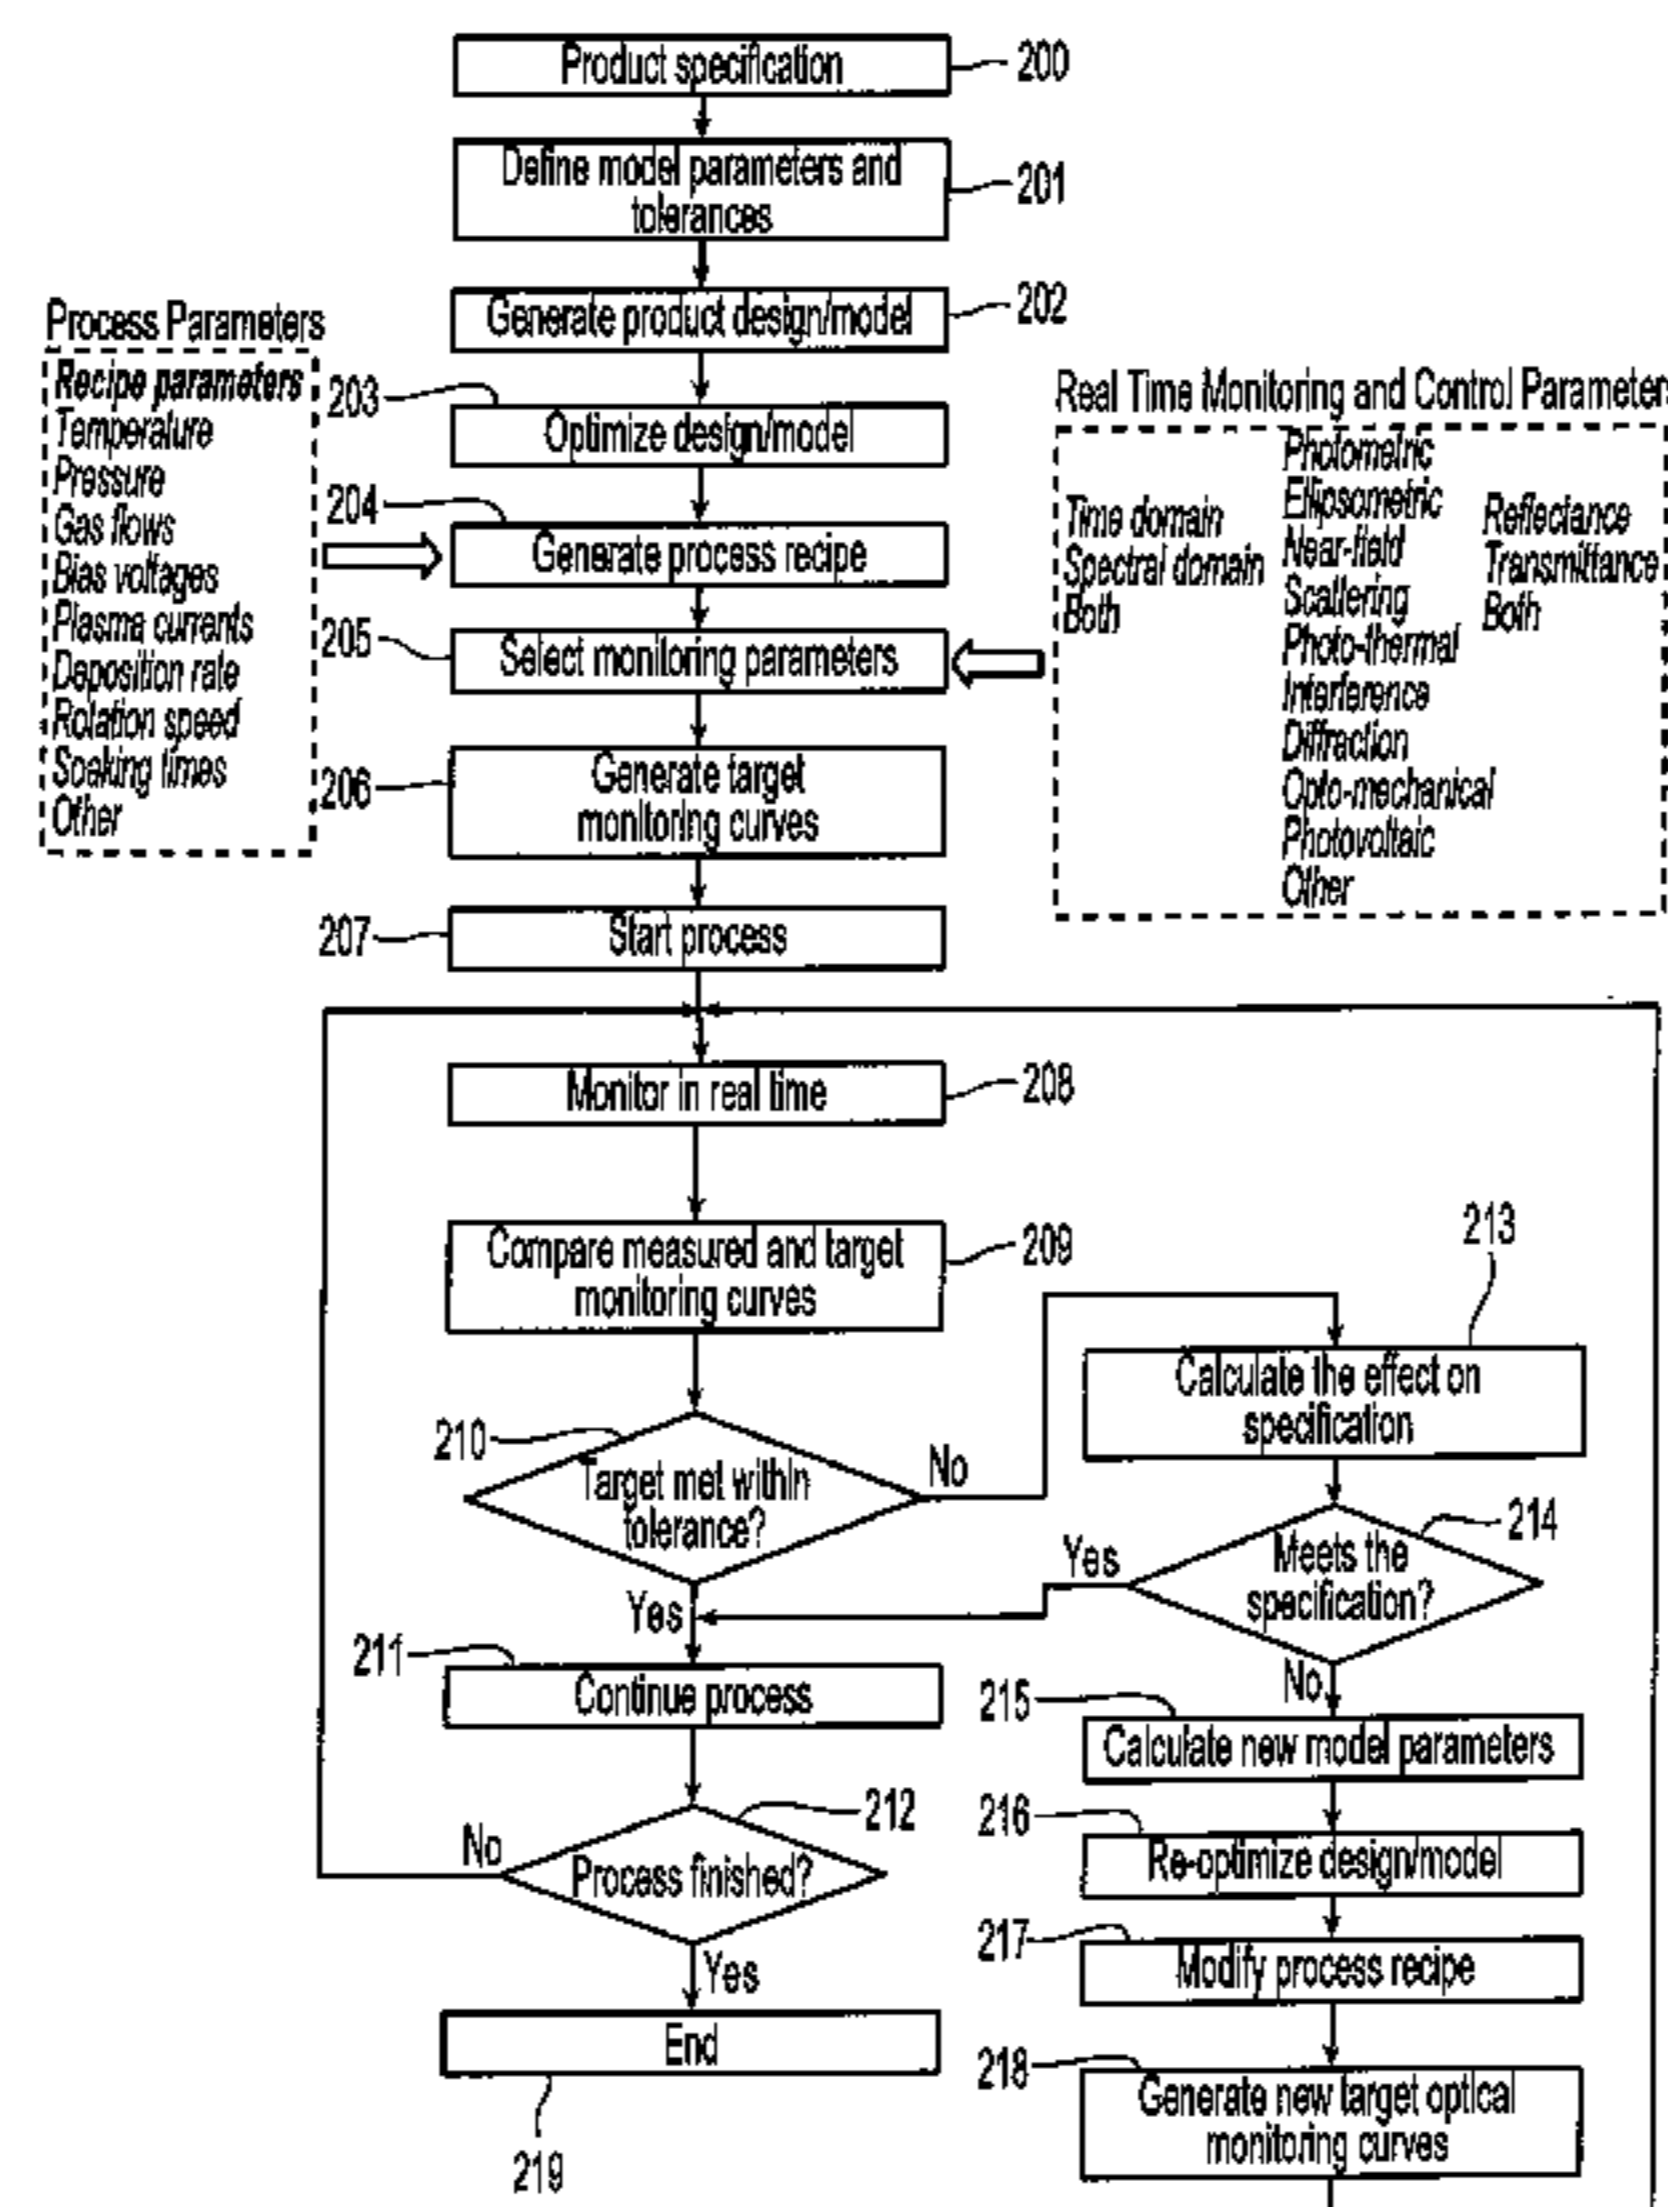 Product specification
200
Define model parameters and
tolerances
201
Generate product design/model
202
Process Parameters
Recipe parameters
Temperature
Pressure
Gas flows
Bias voltages
Plasma currents
Deposition rate
Rotation speed
Soaking times
Other
203
Optimize design/model
204
Generate process recipe
205
Select monitoring parameters
Real Time Monitoring and Control Parameters
Time domain
Spectral domain
Both
Photometric
Ellipsometric
Near-field
Scattering
Photo-thermal
Interference
Diffraction
Opto-mechanical
Photovoltaic
Other
Reflectance
Transmittance
Both
206
Generate target
monitoring curves
207
Start process
Monitor in real time
208
Compare measured and target
monitoring curves
209
213
Calculate the effect on
specification
210
Target met within
tolerance?
No
Yes
214
Meets the
specification?
Yes
No
211
Continue process
215
Calculate new model parameters
212
Process finished?
No
Yes
216
Re-optimize design/model
217
Modify process recipe
End
219
218
Generate new target optical
monitoring curves